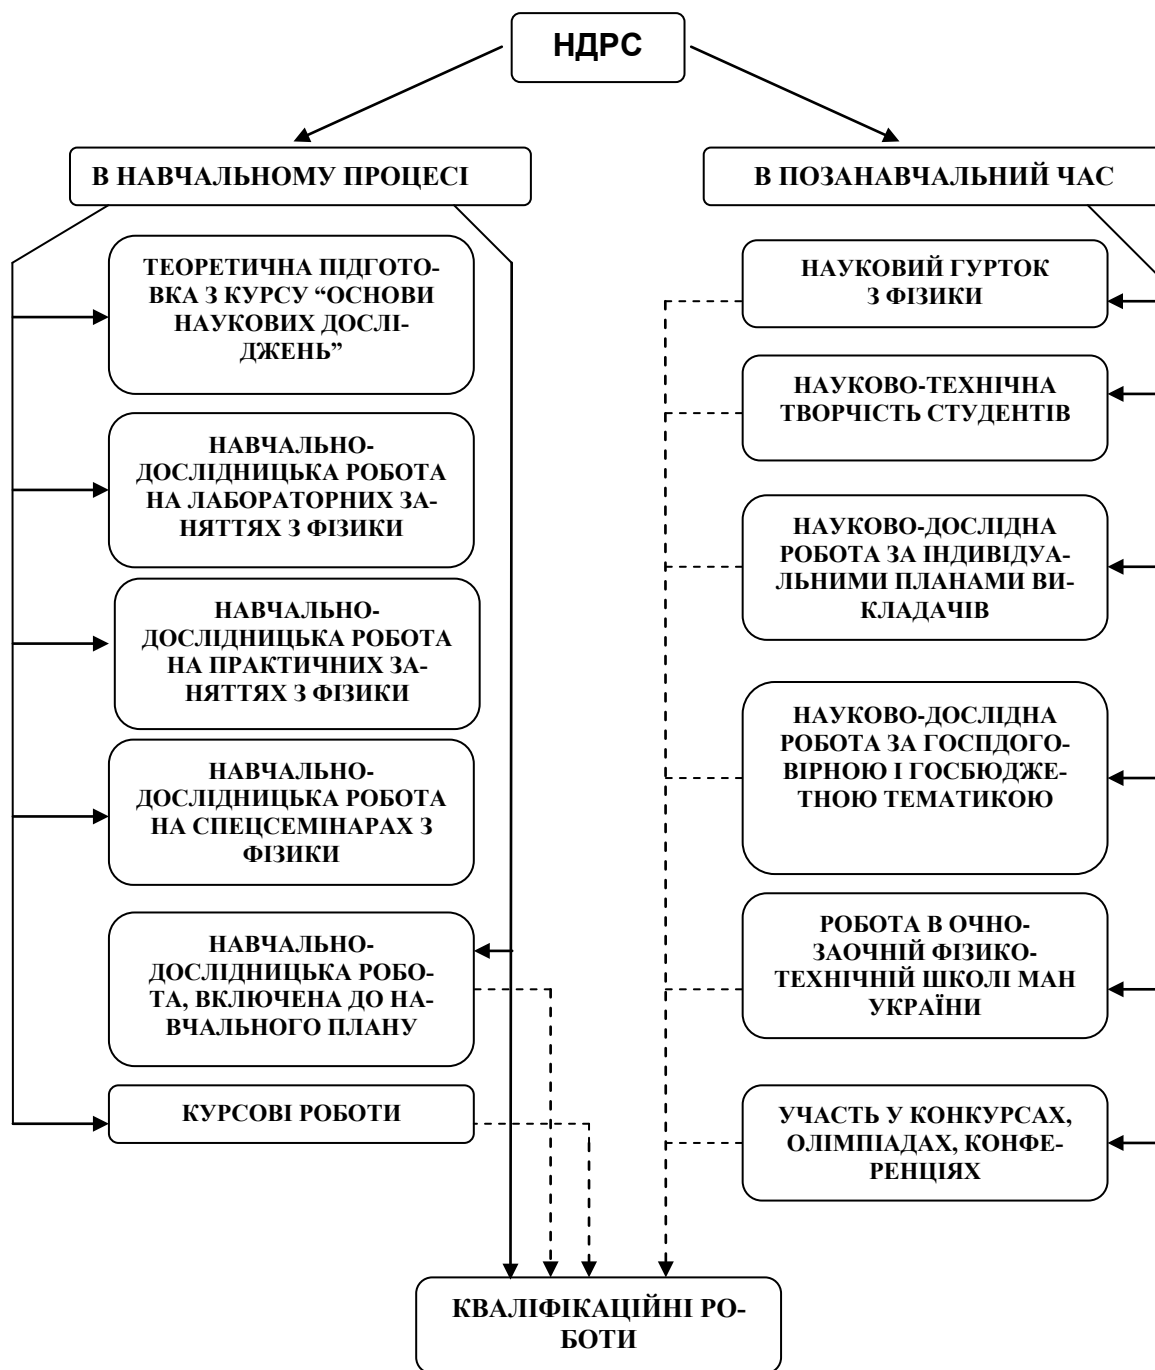 НДРС
В НАВЧАЛЬНОМУ ПРОЦЕСІ
ТЕОРЕТИЧНА ПІДГОТО-
ВКА З КУРСУ “ОСНОВИ
НАУКОВИХ ДОСЛІ-
ДЖЕНЬ”
НАВЧАЛЬНО-
ДОСЛІДНИЦЬКА РОБОТА
НА ЛАБОРАТОРНИХ ЗА-
НЯТТЯХ З ФІЗИКИ
НАВЧАЛЬНО-
ДОСЛІДНИЦЬКА РОБОТА
НА ПРАКТИЧНИХ ЗА-
НЯТТЯХ З ФІЗИКИ
НАВЧАЛЬНО-
ДОСЛІДНИЦЬКА РОБОТА
НА СПЕЦСЕМІНАРАХ З
ФІЗИКИ
НАВЧАЛЬНО-
ДОСЛІДНИЦЬКА РОБО-
ТА, ВКЛЮЧЕНА ДО НА-
ВЧАЛЬНОГО ПЛАНУ
КУРСОВІ РОБОТИ
В ПОЗАНАВЧАЛЬНИЙ ЧАС
НАУКОВИЙ ГУРТОК
З ФІЗИКИ
НАУКОВО-ТЕХНІЧНА
ТВОРЧІСТЬ СТУДЕНТІВ
НАУКОВО-ДОСЛІДНА
РОБОТА ЗА ІНДИВІДУА-
ЛЬНИМИ ПЛАНАМИ ВИ-
КЛАДАЧІВ
НАУКОВО-ДОСЛІДНА
РОБОТА ЗА ГОСПДОГО-
ВІРНОЮ І ГОСБЮДЖЕ-
ТНОЮ ТЕМАТИКОЮ
РОБОТА В ОЧНО-
ЗАОЧНІЙ ФІЗИКО-
ТЕХНІЧНІЙ ШКОЛІ МАН
УКРАЇНИ
УЧАСТЬ У КОНКУРСАХ,
ОЛІМПІАДАХ, КОНФЕ-
РЕНЦІЯХ
КВАЛІФІКАЦІЙНІ РО-
БОТИ